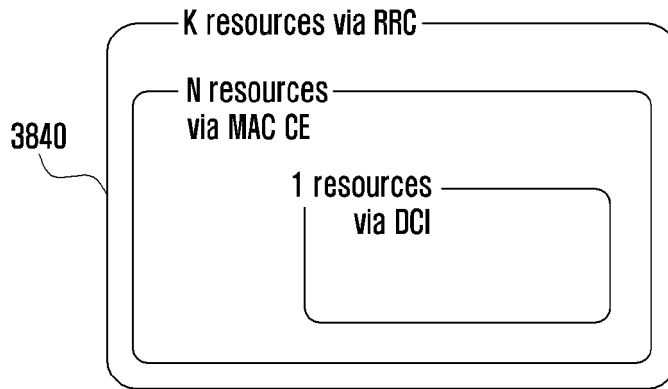 K resources via RRC
N resources
via MAC CE
3840
1 resources
via DCI